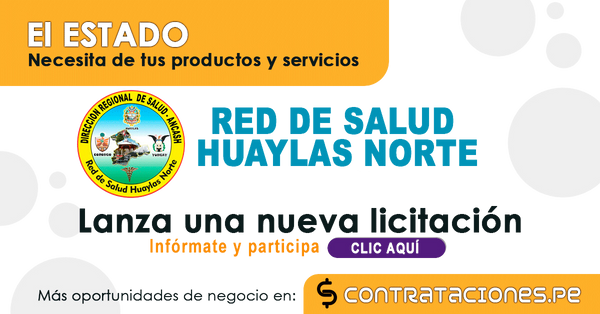 El ESTADO
Necesita de tus productos y servicios
DIRECCION REGIONAL DE SALUD - ANCASH
Red de Salud Huaylas Norte
RED DE SALUD
HUAYLAS NORTE
Lanza una nueva licitación
Infórmate y participa CLIC AQUÍ
Más oportunidades de negocio en: $ CONTRATACIONES.PE